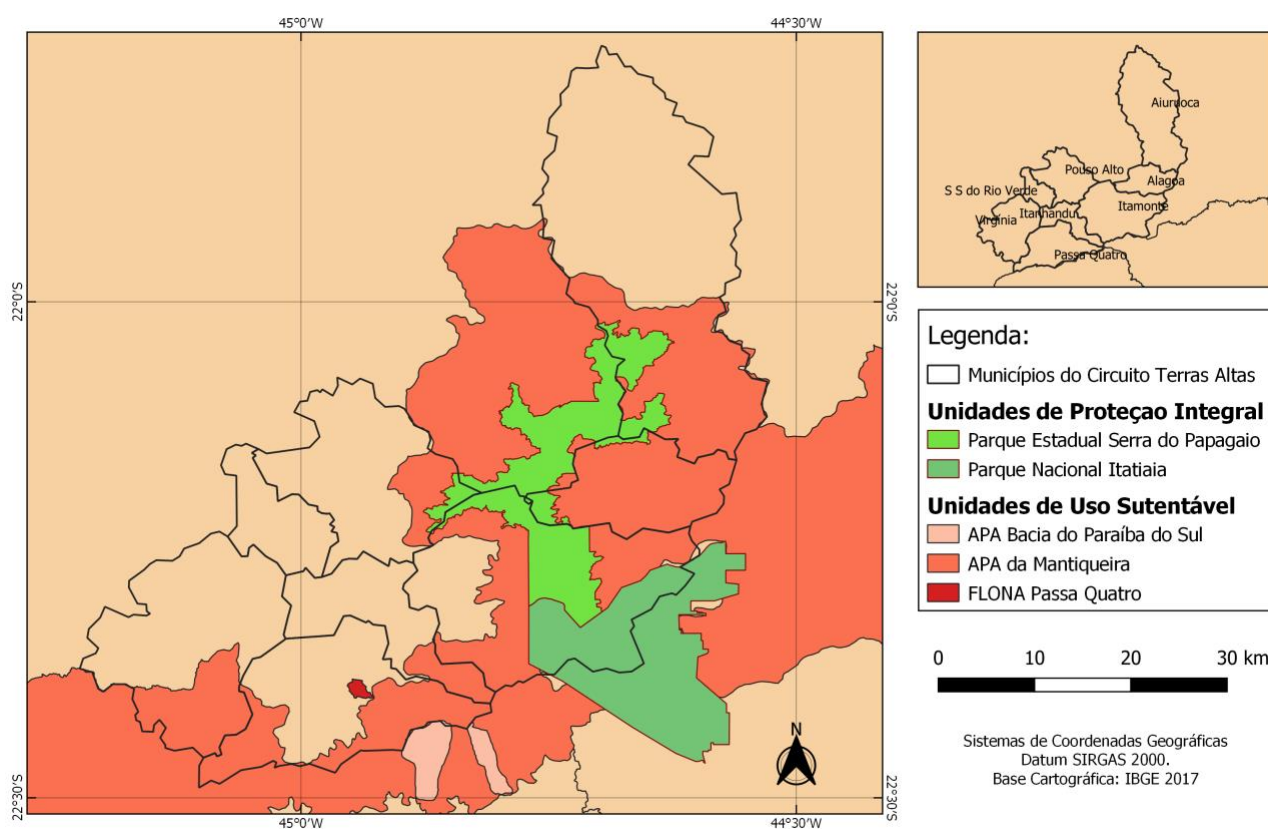 45°0'W
44°30'W
22°0'S
22°0'S
22°30'S
22°30'S
45°0'W
44°30'W
N
Aiuruoca
Pouso Alto
Alagoa
S S do Rio Verde
Itamonte
Itanhandu
Virgínia
Passa Quatro
Legenda:
Municípios do Circuito Terras Altas
Unidades de Proteçao Integral
Parque Estadual Serra do Papagaio
Parque Nacional Itatiaia
Unidades de Uso Sutentável
APA Bacia do Paraíba do Sul
APA da Mantiqueira
FLONA Passa Quatro
0 10 20 30 km
Sistemas de Coordenadas Geográficas
Datum SIRGAS 2000.
Base Cartográfica: IBGE 2017